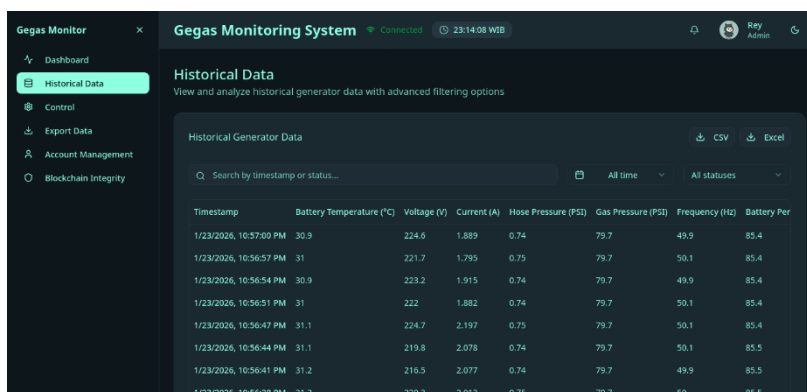 Gegas Monitor ×
Gegas Monitoring System Connected 23:14:08 WIB Rey
Admin
Dashboard
Historical Data
Control
Export Data
Account Management
Blockchain Integrity
Historical Data
View and analyze historical generator data with advanced filtering options
Historical Generator Data CSV Excel
Search by timestamp or status... All time All statuses
Timestamp Battery Temperature (°C) Voltage (V) Current (A) Hose Pressure (PSI) Gas Pressure (PSI) Frequency (Hz) Battery Per
1/23/2026, 10:57:00 PM 30.9 224.6 1.889 0.74 79.7 49.9 85.4
1/23/2026, 10:56:57 PM 31 221.7 1.795 0.75 79.7 50.1 85.4
1/23/2026, 10:56:54 PM 30.9 223.2 1.915 0.74 79.7 49.9 85.4
1/23/2026, 10:56:51 PM 31 222 1.882 0.74 79.7 50.1 85.4
1/23/2026, 10:56:47 PM 31.1 224.7 2.197 0.75 79.7 50.1 85.4
1/23/2026, 10:56:44 PM 31.1 219.8 2.078 0.74 79.7 50.1 85.5
1/23/2026, 10:56:41 PM 31.2 216.5 2.077 0.74 79.7 49.9 85.5